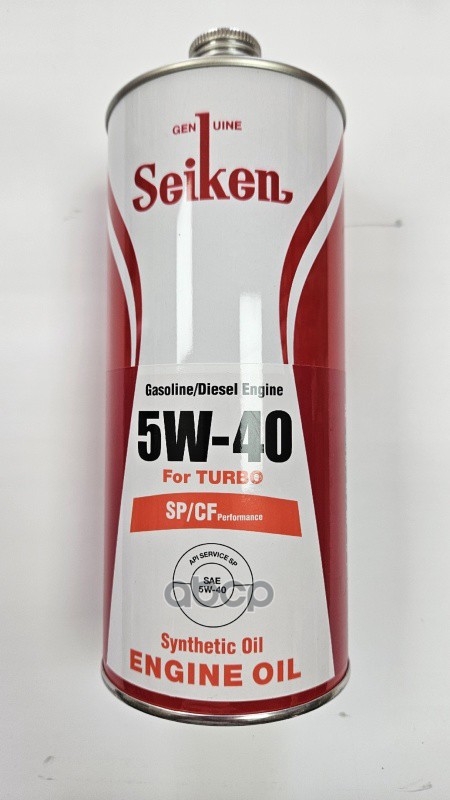 GENUINE
Seiken
Gasoline/Diesel Engine
5W-40
For TURBO
SP/CF Performance
API SERVICE SP
SAE
5W-40
abcp
Synthetic Oil
ENGINE OIL